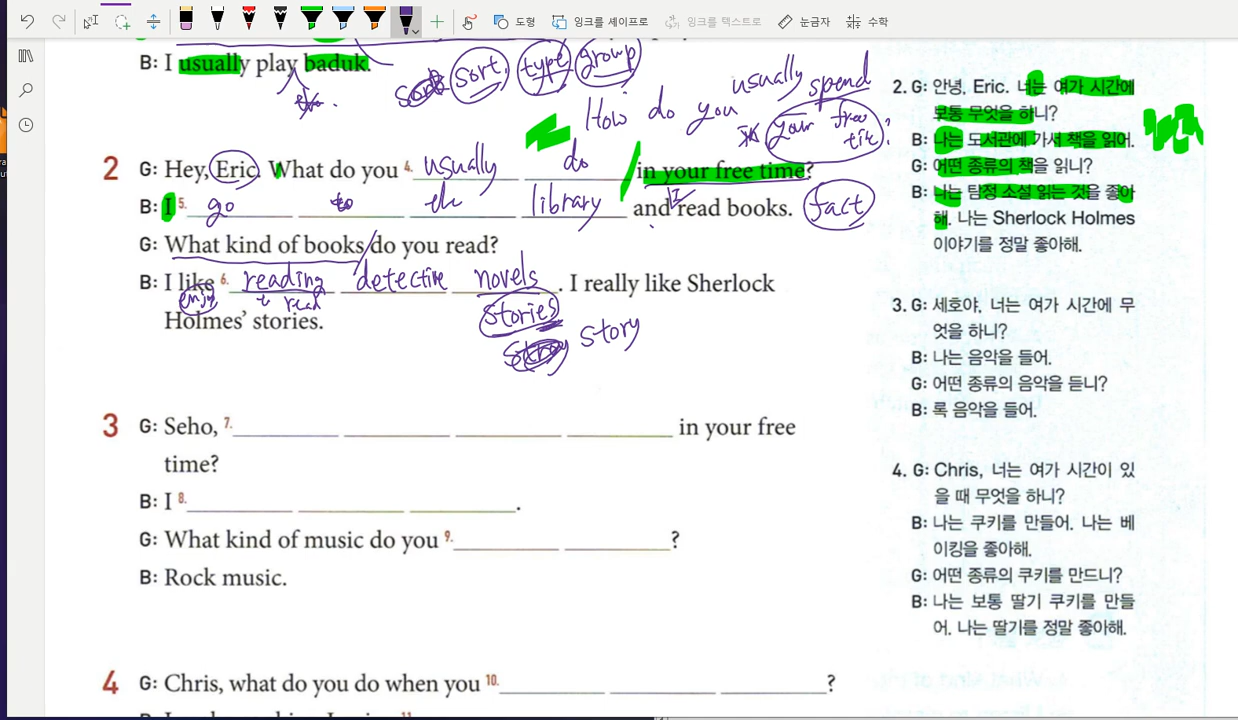 도형 잉크를 셰이프로 잉크를 텍스트로 눈금자 수학
B: I usually play baduk.
sort, type group
How do you usually spend
your free time?
2 G: Hey, Eric. What do you 4. usually do in your free time?
B: I 5. go to the library and read books. fact
G: What kind of books do you read?
B: I like 6. reading detective novels. I really like Sherlock
enjoy to read
Holmes' stories. stories
story
3 G: Seho, 7. in your free
time?
B: I 8. .
G: What kind of music do you 9. ?
B: Rock music.
4 G: Chris, what do you do when you 10. ?
2. G: 안녕, Eric. 너는 여가 시간에
보통 무엇을 하니?
B: 나는 도서관에 가서 책을 읽어.
G: 어떤 종류의 책을 읽니?
B: 나는 탐정 소설 읽는 것을 좋아
해. 나는 Sherlock Holmes
이야기를 정말 좋아해.
3. G: 세호야, 너는 여가 시간에 무
엇을 하니?
B: 나는 음악을 들어.
G: 어떤 종류의 음악을 듣니?
B: 록 음악을 들어.
4. G: Chris, 너는 여가 시간이 있
을 때 무엇을 하니?
B: 나는 쿠키를 만들어. 나는 베
이킹을 좋아해.
G: 어떤 종류의 쿠키를 만드니?
B: 나는 보통 딸기 쿠키를 만들
어. 나는 딸기를 정말 좋아해.